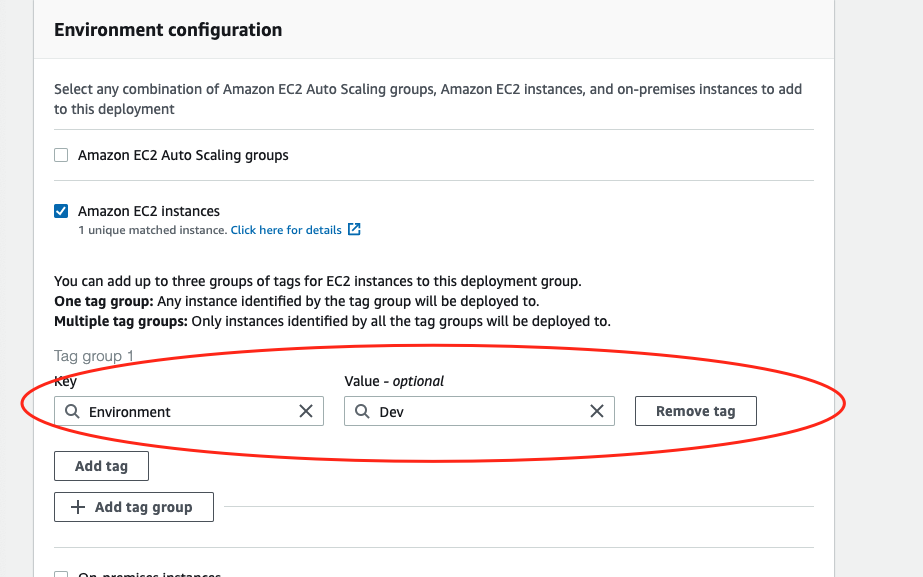 Environment configuration
Select any combination of Amazon EC2 Auto Scaling groups, Amazon EC2 instances, and on-premises instances to add
to this deployment
Amazon EC2 Auto Scaling groups
Amazon EC2 instances
1 unique matched instance. Click here for details
You can add up to three groups of tags for EC2 instances to this deployment group.
One tag group: Any instance identified by the tag group will be deployed to.
Multiple tag groups: Only instances identified by all the tag groups will be deployed to.
Tag group 1
Key Value - optional
Environment Dev Remove tag
Add tag
Add tag group
On-premises instances